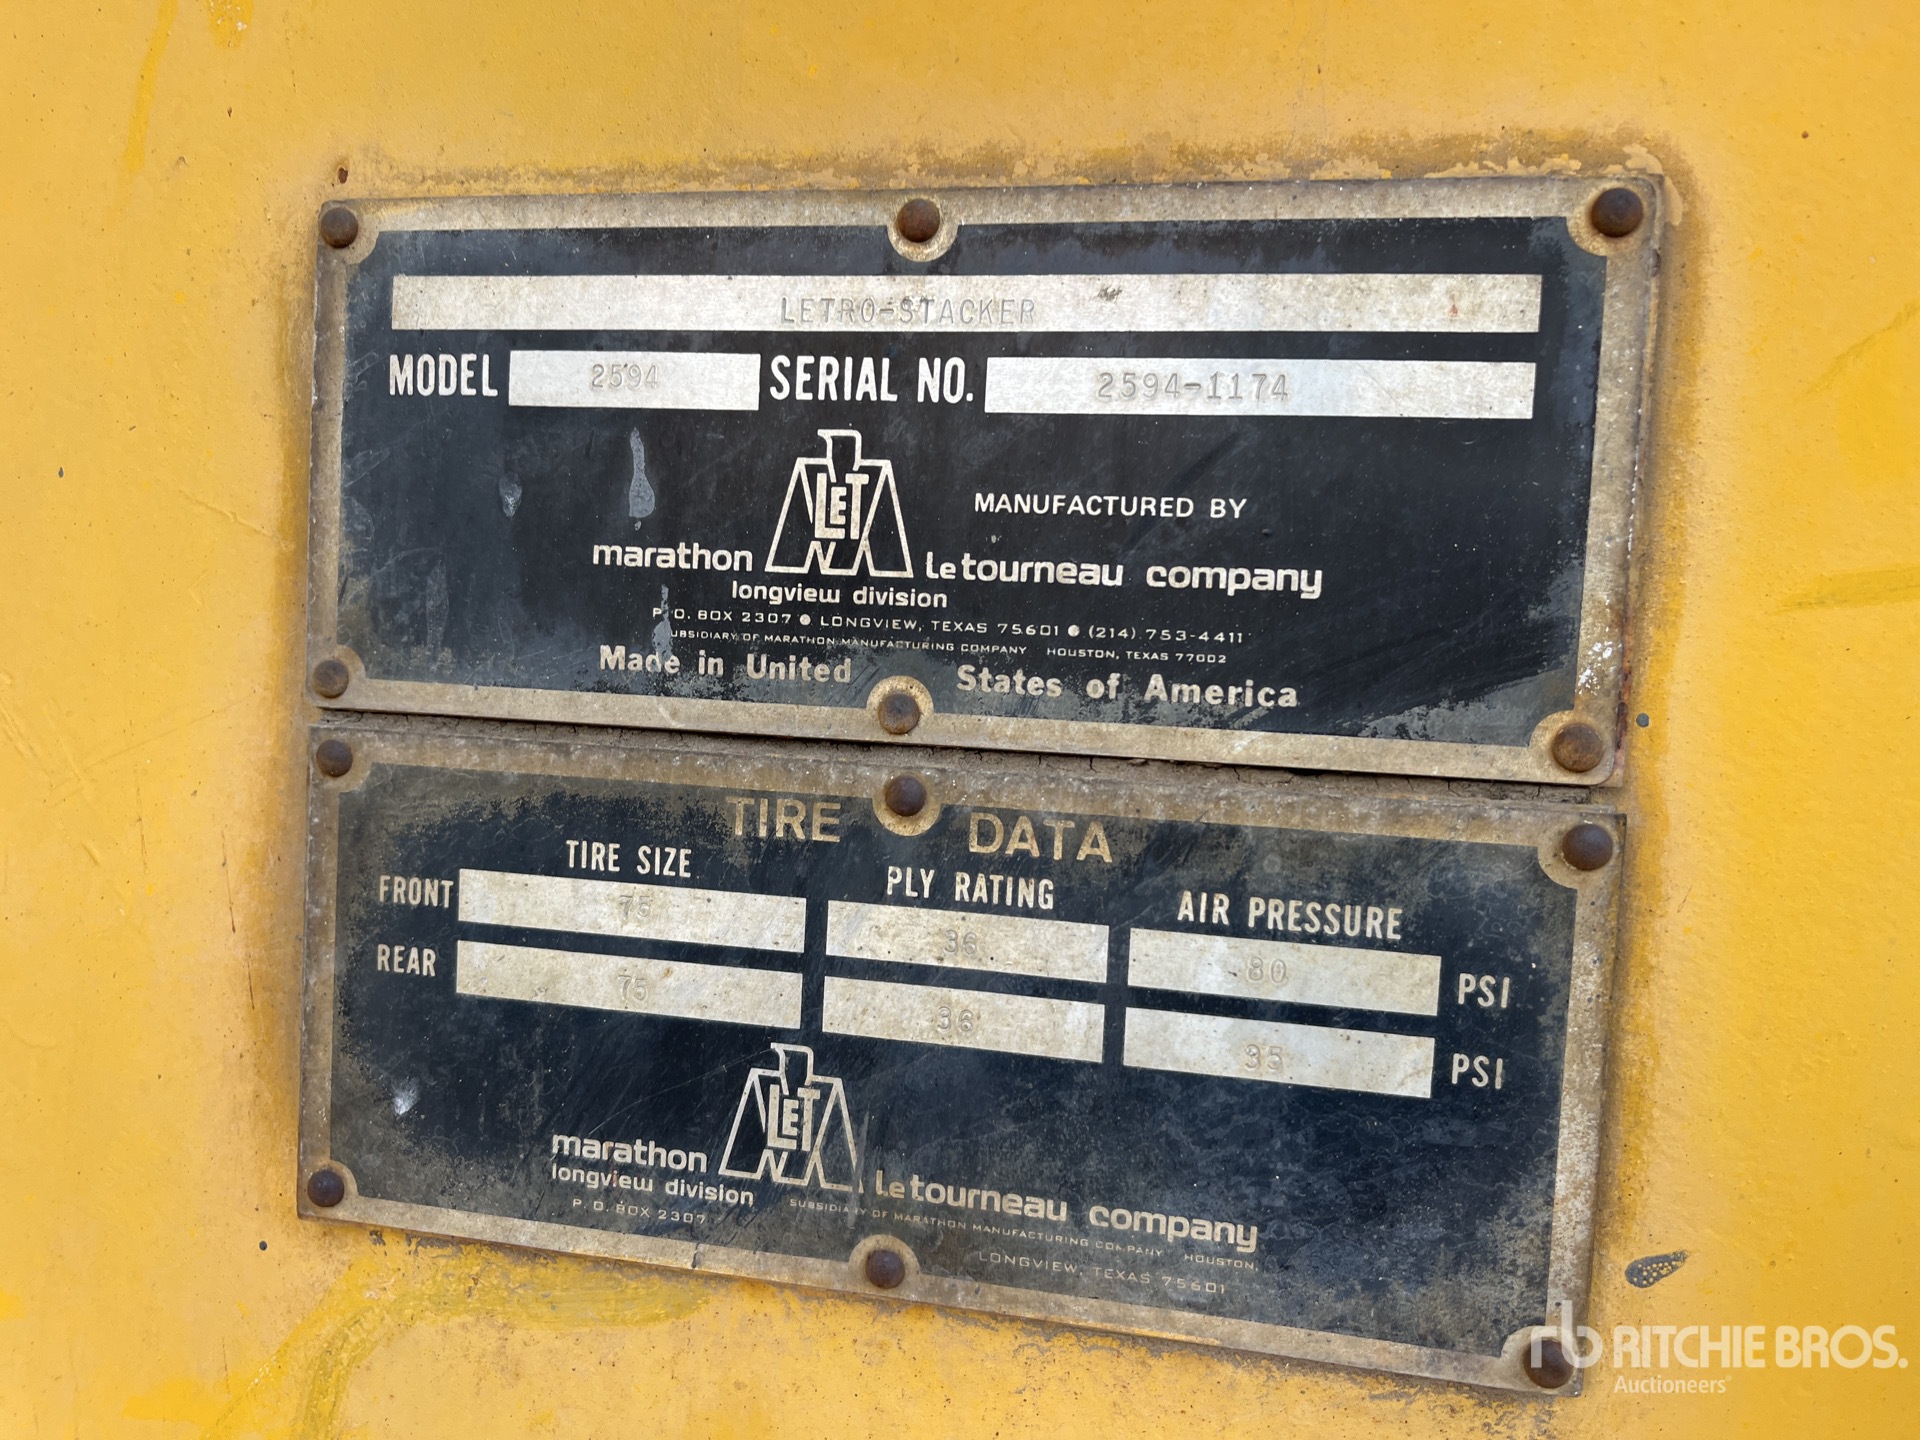 LETRO-STACKER
MODEL 2594 SERIAL NO. 2594-1174
LET
MANUFACTURED BY
marathon Letourneau company
longview division
P.O. BOX 2307 ● LONGVIEW, TEXAS 75601 ● (214) 753-4411
SUBSIDIARY OF MARATHON MANUFACTURING COMPANY HOUSTON, TEXAS 77002
Made in United States of America
TIRE DATA
TIRE SIZE PLY RATING AIR PRESSURE
FRONT 75 36 80 PSI
REAR 75 36 35 PSI
LET
marathon Letourneau company
longview division
P.O. BOX 2307
SUBSIDIARY OF MARATHON MANUFACTURING COMPANY HOUSTON,
LONGVIEW, TEXAS 75601
rb RITCHIE BROS.
Auctioneers